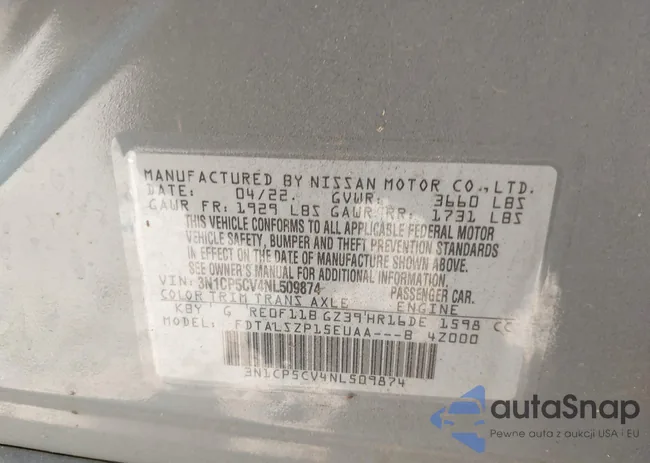 MANUFACTURED BY NISSAN MOTOR CO.,LTD.
DATE: 04/22 GVWR: 3660 LBS
GAWR FR: 1929 LBS GAWR RR: 1731 LBS
THIS VEHICLE CONFORMS TO ALL APPLICABLE FEDERAL MOTOR
VEHICLE SAFETY, BUMPER AND THEFT PREVENTION STANDARDS
IN EFFECT ON THE DATE OF MANUFACTURE SHOWN ABOVE.
SEE OWNER'S MANUAL FOR ADDITIONAL INFORMATION.
VIN: 3N1CP5CV4NL509874 PASSENGER CAR.
COLOR TRIM TRANS AXLE ENGINE
KBY G RE0F11B GZ39 HR16DE 1598 CC
MODEL: FDTALSZP15EUAA---B 4Z000
3N1CP5CV4NL509874
autaSnap
Pewne auta z aukcji USA i EU